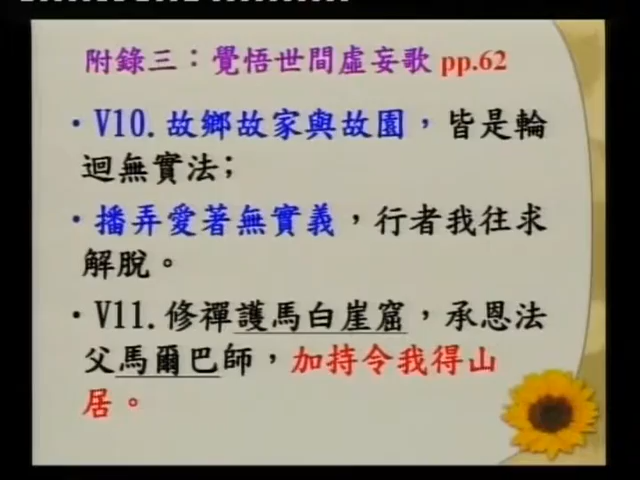 附錄三：覺悟世間虛妄歌 pp.62
·V10.故鄉故家與故園，皆是輪
迴無實法；
·播弄愛著無實義，行者我往求
解脫。
·V11.修禪護馬白崖窟，承恩法
父馬爾巴師，加持令我得山
居。